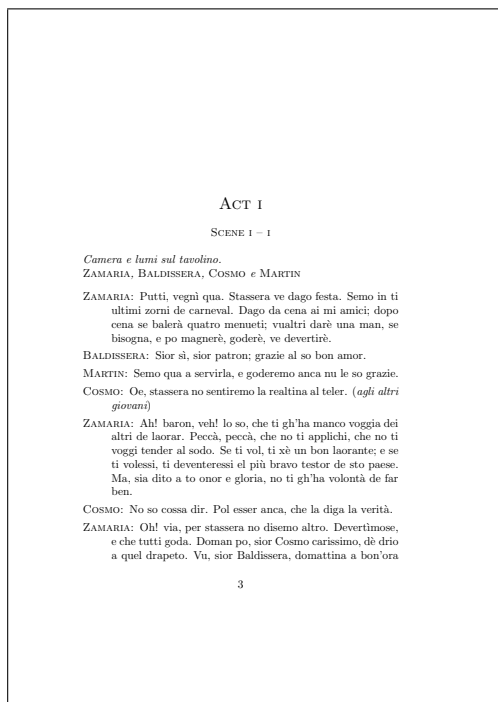 ACT I
SCENE I – I
Camera e lumi sul tavolino.
ZAMARIA, BALDISSERA, COSMO e MARTIN
ZAMARIA: Putti, vegnì qua. Stassera ve dago festa. Semo in ti
ultimi zorni de carneval. Dago da cena ai mi amici; dopo
cena se balerà quatro menueti; vualtri darè una man, se
bisogna, e po magnerè, goderè, ve devertirè.
BALDISSERA: Sior sì, sior patron; grazie al so bon amor.
MARTIN: Semo qua a servirla, e goderemo anca nu le so grazie.
COSMO: Oe, stassera no sentiremo la realtina al teler. (agli altri
giovani)
ZAMARIA: Ah! baron, veh! lo so, che ti gh'ha manco voggia dei
altri de laorar. Peccà, peccà, che no ti applichi, che no ti
voggi tender al sodo. Se ti vol, ti xè un bon laorante; e se
ti volessi, ti deventeressi el più bravo testor de sto paese.
Ma, sia dito a to onor e gloria, no ti gh'ha volontà de far
ben.
COSMO: No so cossa dir. Pol esser anca, che la diga la verità.
ZAMARIA: Oh! via, per stassera no disemo altro. Devertìmose,
e che tutti goda. Doman po, sior Cosmo carissimo, dè drio
a quel drapeto. Vu, sior Baldissera, domattina a bon'ora
3